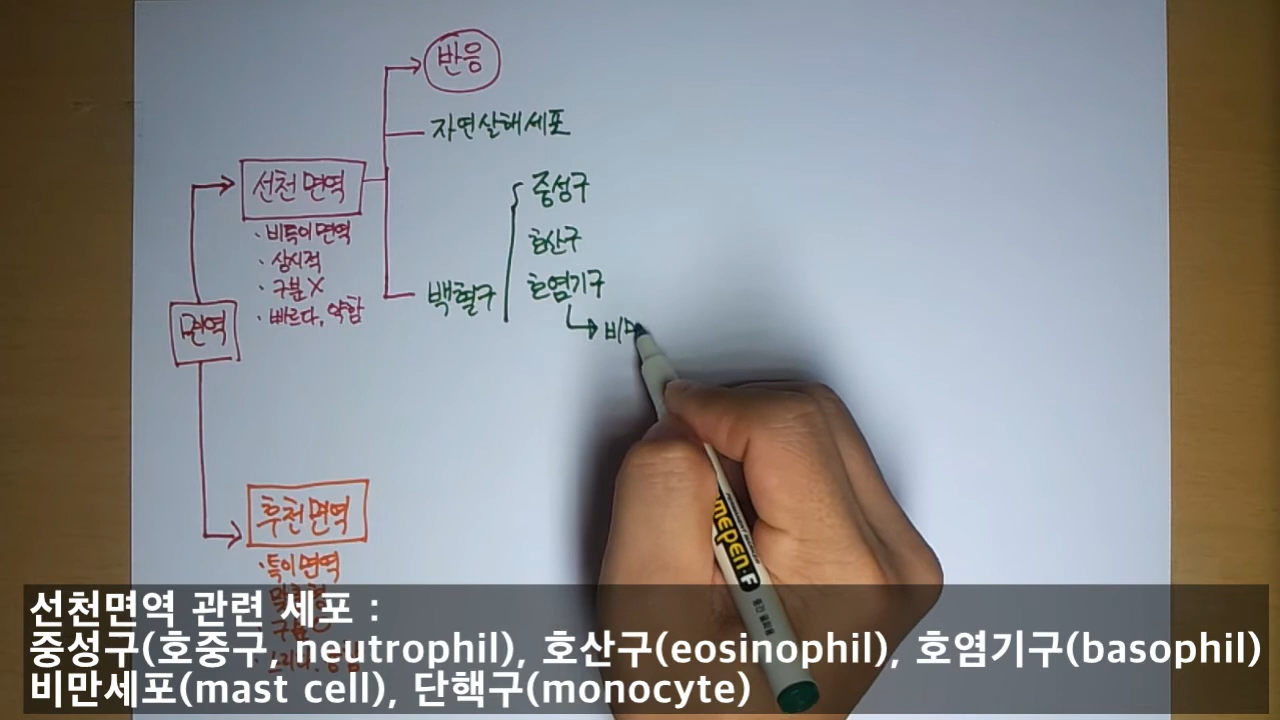 반응
자연살해세포
선천면역
중성구
· 비특이면역
호산구
· 상시적
호염기구
· 구분X
백혈구
· 빠르다, 약함
비
면역
후천면역
· 특이면역
mepen·F
선천면역 관련 세포 :
중성구(호중구, neutrophil), 호산구(eosinophil), 호염기구(basophil)
비만세포(mast cell), 단핵구(monocyte)